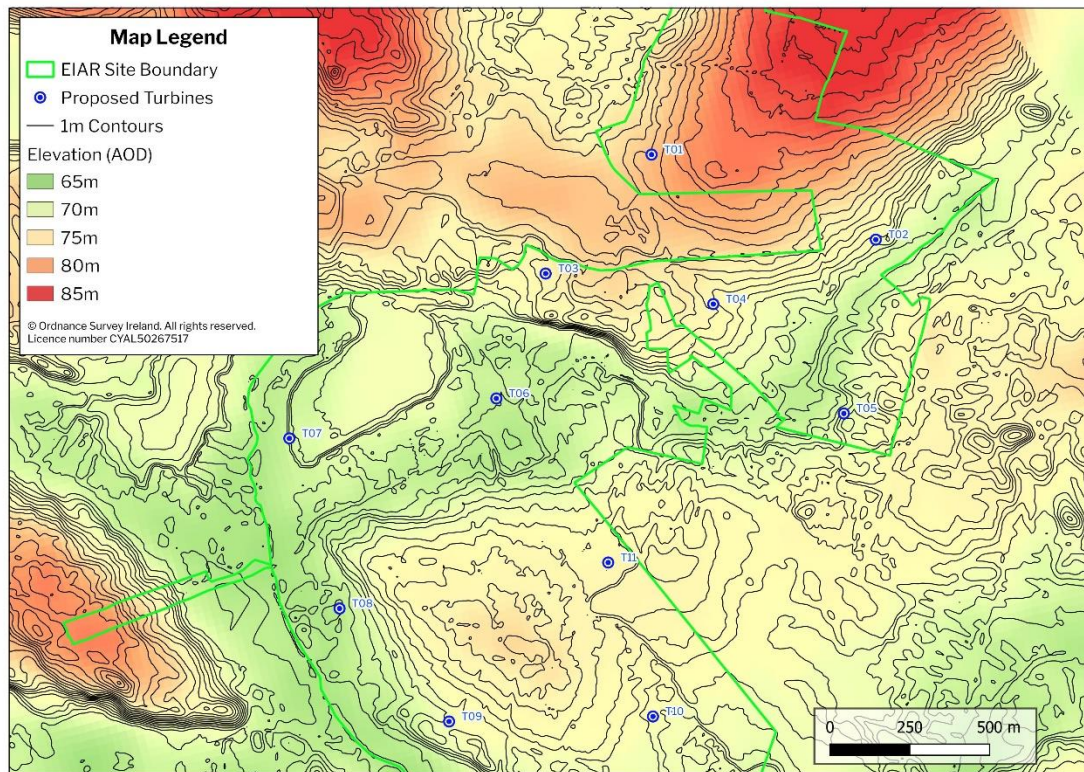 Map Legend
EIAR Site Boundary
Proposed Turbines
1m Contours
Elevation (AOD)
65m
70m
75m
80m
85m
© Ordnance Survey Ireland. All rights reserved.
Licence number CYAL50267517
T01
T02
T03
T04
T06
T05
T07
T11
T08
T09
T10
0 250 500 m